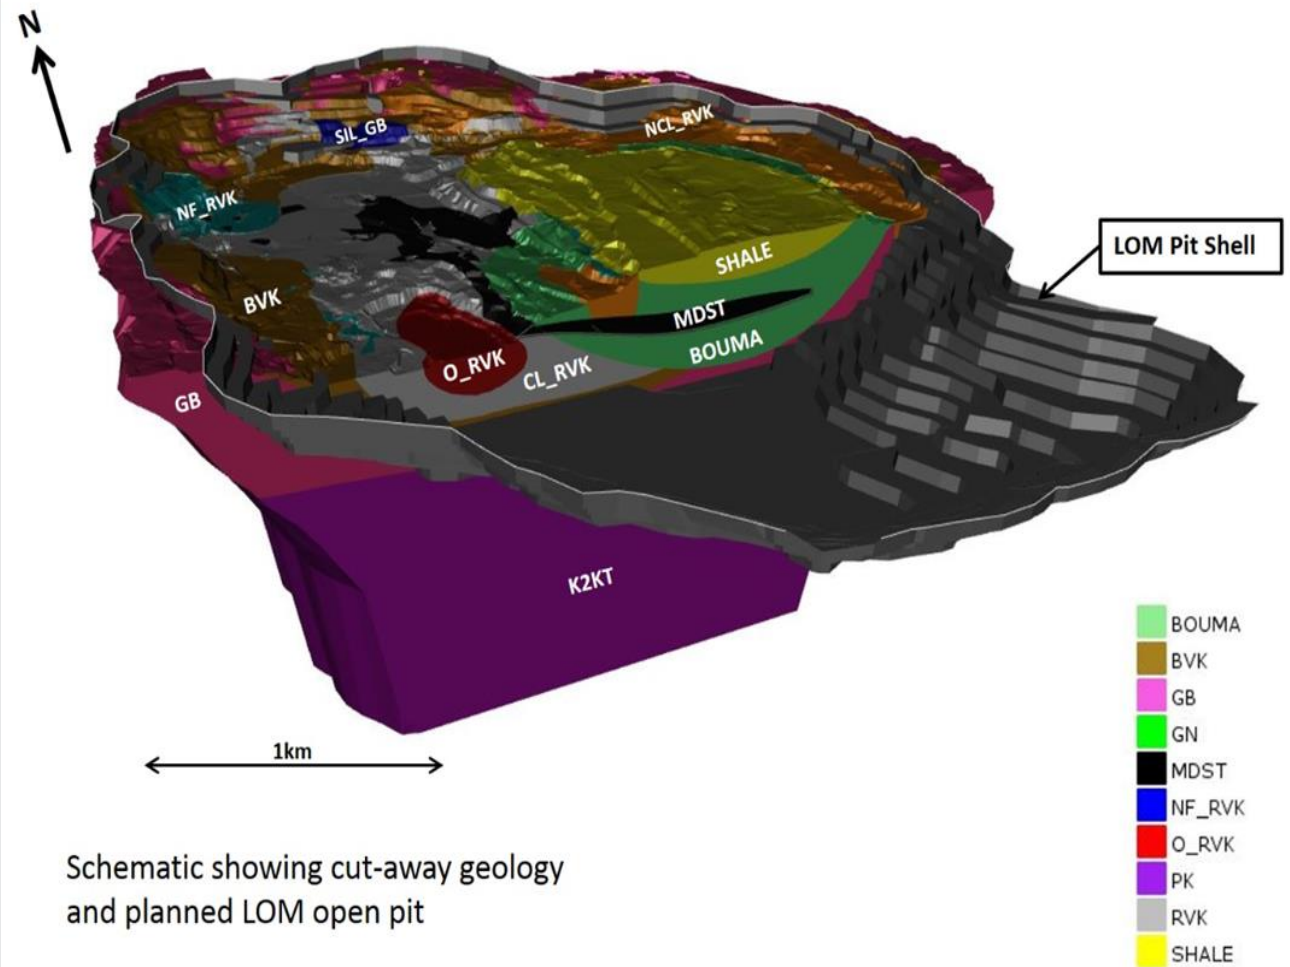 N
SIL_GB
NCL_RVK
NF_RVK
LOM Pit Shell
SHALE
BVK
MDST
BOUMA
O_RVK
CL_RVK
GB
K2KT
1km
BOUMA
BVK
GB
GN
MDST
NF_RVK
O_RVK
PK
RVK
SHALE
Schematic showing cut-away geology
and planned LOM open pit